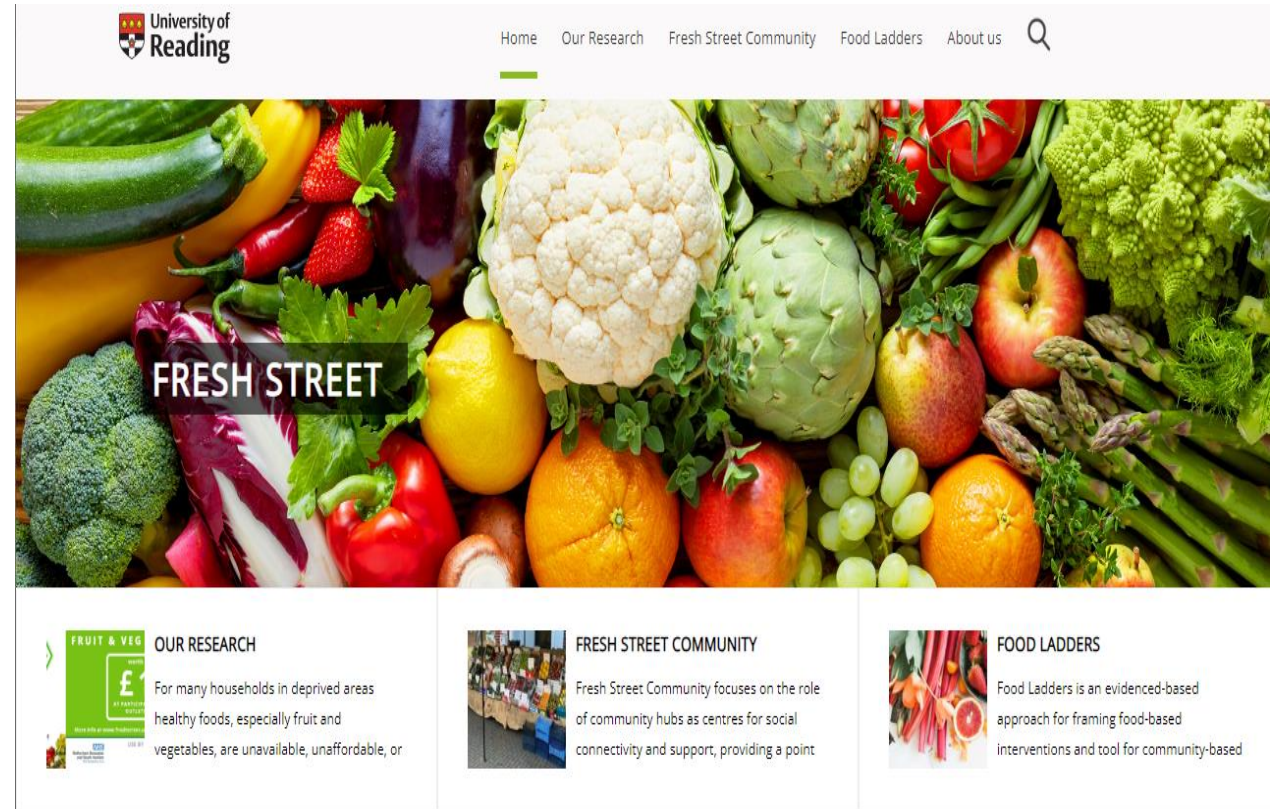 University of
Reading
Home Our Research Fresh Street Community Food Ladders About us
FRESH STREET
FRUIT & VEG
worth
£1
OUR RESEARCH
For many households in deprived areas
healthy foods, especially fruit and
vegetables, are unavailable, unaffordable, or
FRESH STREET COMMUNITY
Fresh Street Community focuses on the role
of community hubs as centres for social
connectivity and support, providing a point
FOOD LADDERS
Food Ladders is an evidenced-based
approach for framing food-based
interventions and tool for community-based